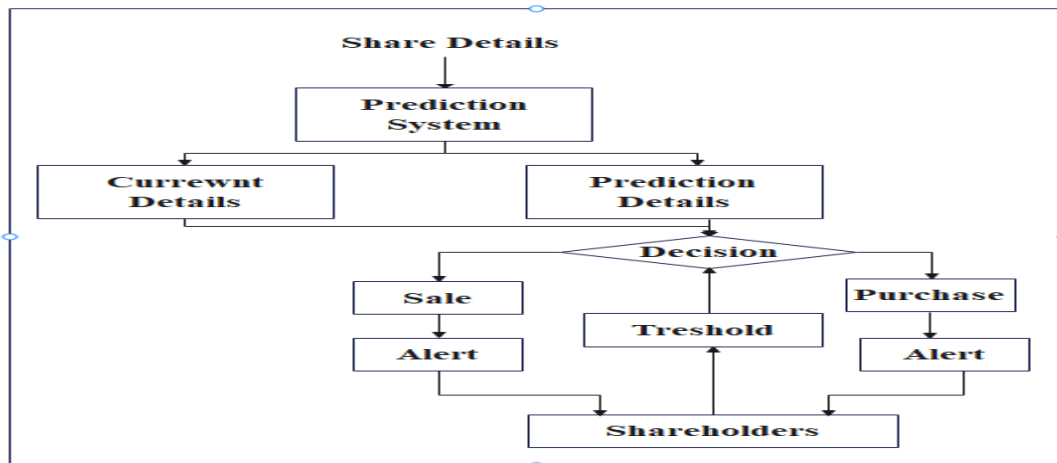 Share Details
Prediction
System
Currewnt
Details
Prediction
Details
Decision
Sale
Purchase
Treshold
Alert
Alert
Shareholders